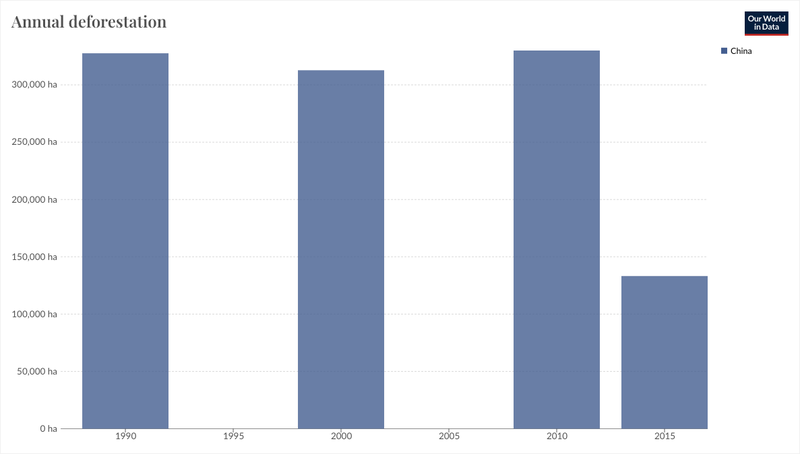 Annual deforestation
Our World
in Data
China
300,000 ha
250,000 ha
200,000 ha
150,000 ha
100,000 ha
50,000 ha
0 ha
1990 1995 2000 2005 2010 2015